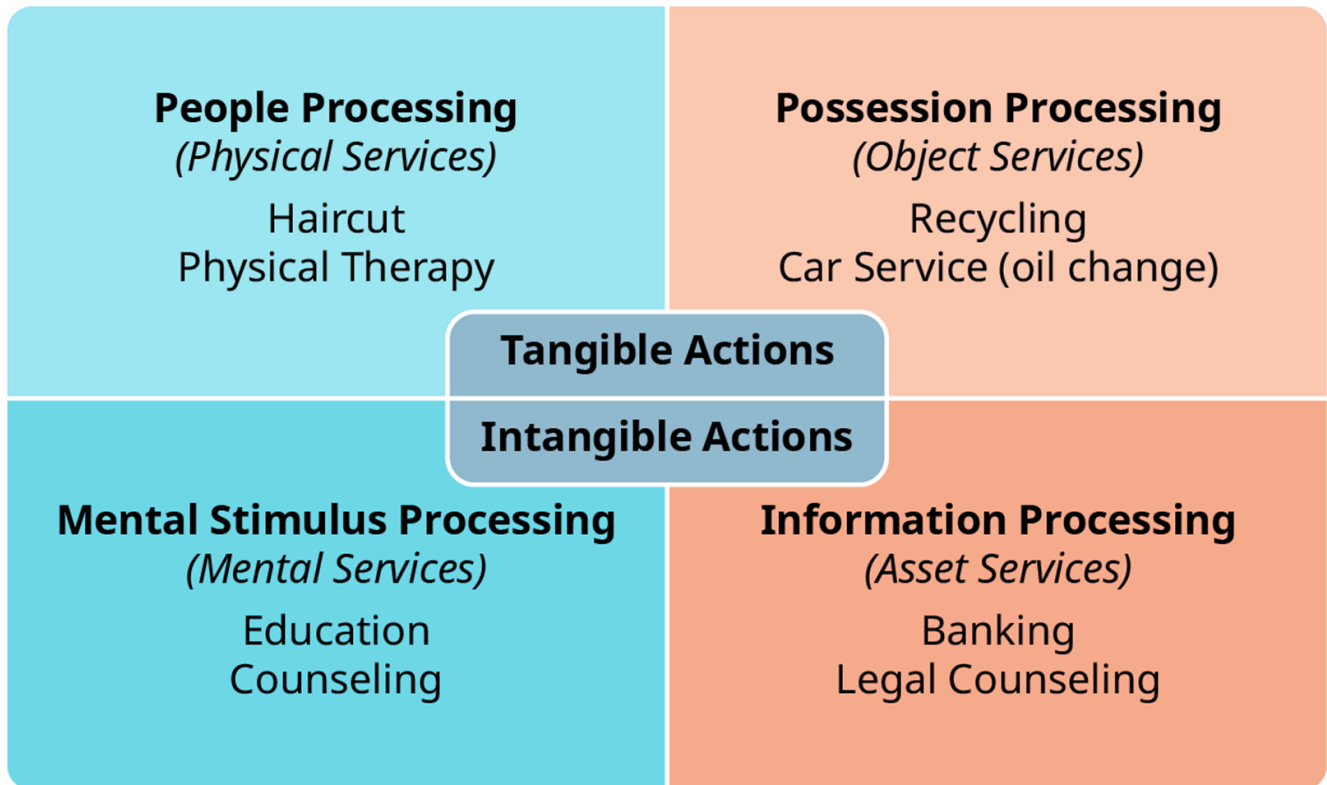 People Processing
(Physical Services)
Haircut
Physical Therapy
Possession Processing
(Object Services)
Recycling
Car Service (oil change)
Tangible Actions
Intangible Actions
Mental Stimulus Processing
(Mental Services)
Education
Counseling
Information Processing
(Asset Services)
Banking
Legal Counseling